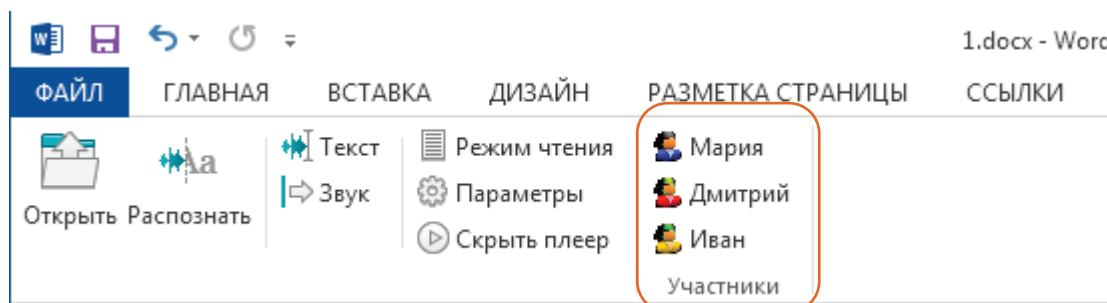 1.docx - Word
ФАЙЛ ГЛАВНАЯ ВСТАВКА ДИЗАЙН РАЗМЕТКА СТРАНИЦЫ ССЫЛКИ
Открыть
Aa
Распознать
Текст
Звук
Режим чтения
Параметры
Скрыть плеер
Мария
Дмитрий
Иван
Участники